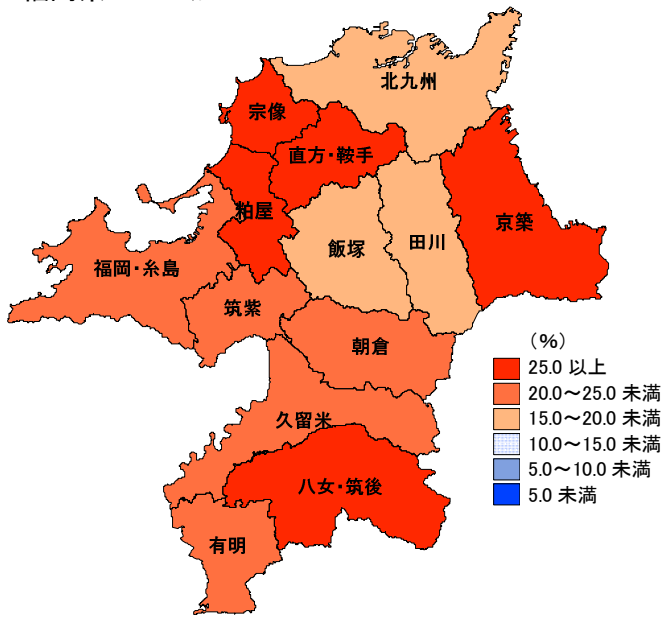 北九州
宗像
直方・鞍手
粕屋
京築
飯塚
田川
福岡・糸島
筑紫
朝倉
久留米
八女・筑後
有明
（％）
25.0 以上
20.0～25.0 未満
15.0～20.0 未満
10.0～15.0 未満
5.0～10.0 未満
5.0 未満